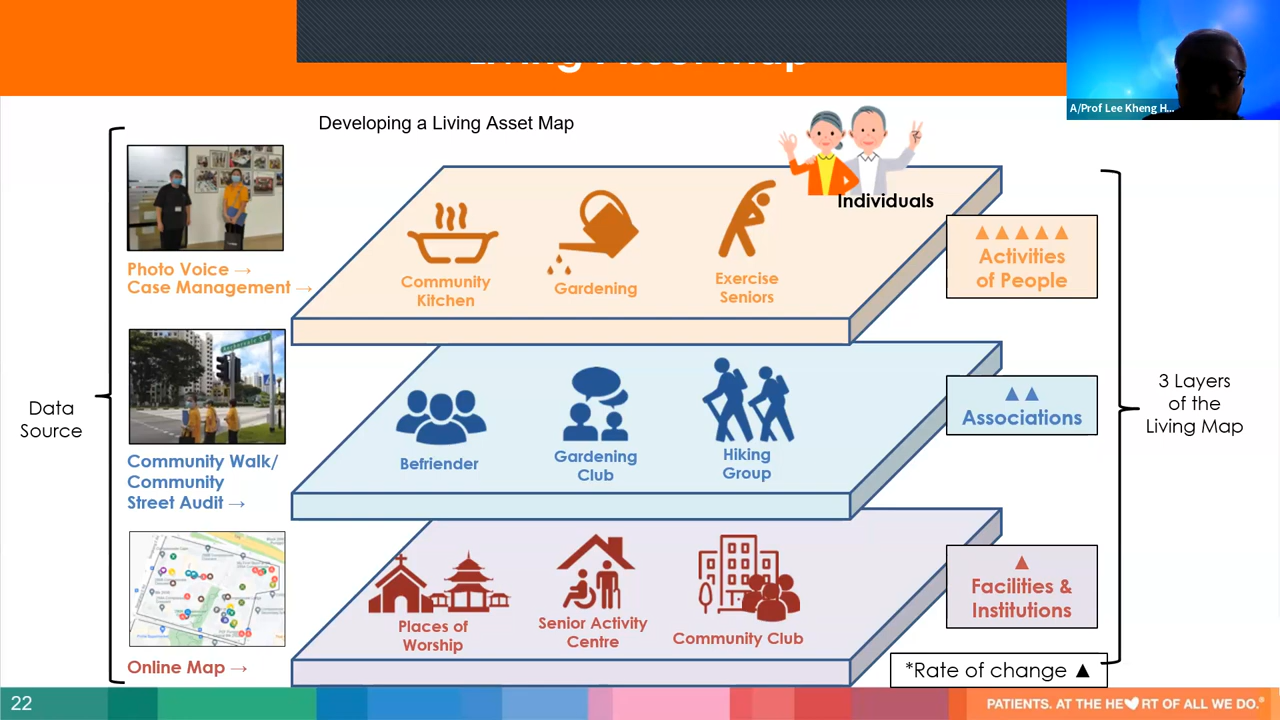 Living Asset Map
A/Prof Lee Kheng H...
Developing a Living Asset Map
Individuals
Photo Voice →
Case Management →
Community
Kitchen
Gardening
Exercise
Seniors
▲▲▲▲▲
Activities
of People
Data
Source
Community Walk/
Community
Street Audit →
Befriender
Gardening
Club
Hiking
Group
▲▲
Associations
3 Layers
of the
Living Map
Online Map →
Places of
Worship
Senior Activity
Centre
Community Club
▲
Facilities &
Institutions
*Rate of change ▲
22
PATIENTS. AT THE HE♥RT OF ALL WE DO.®